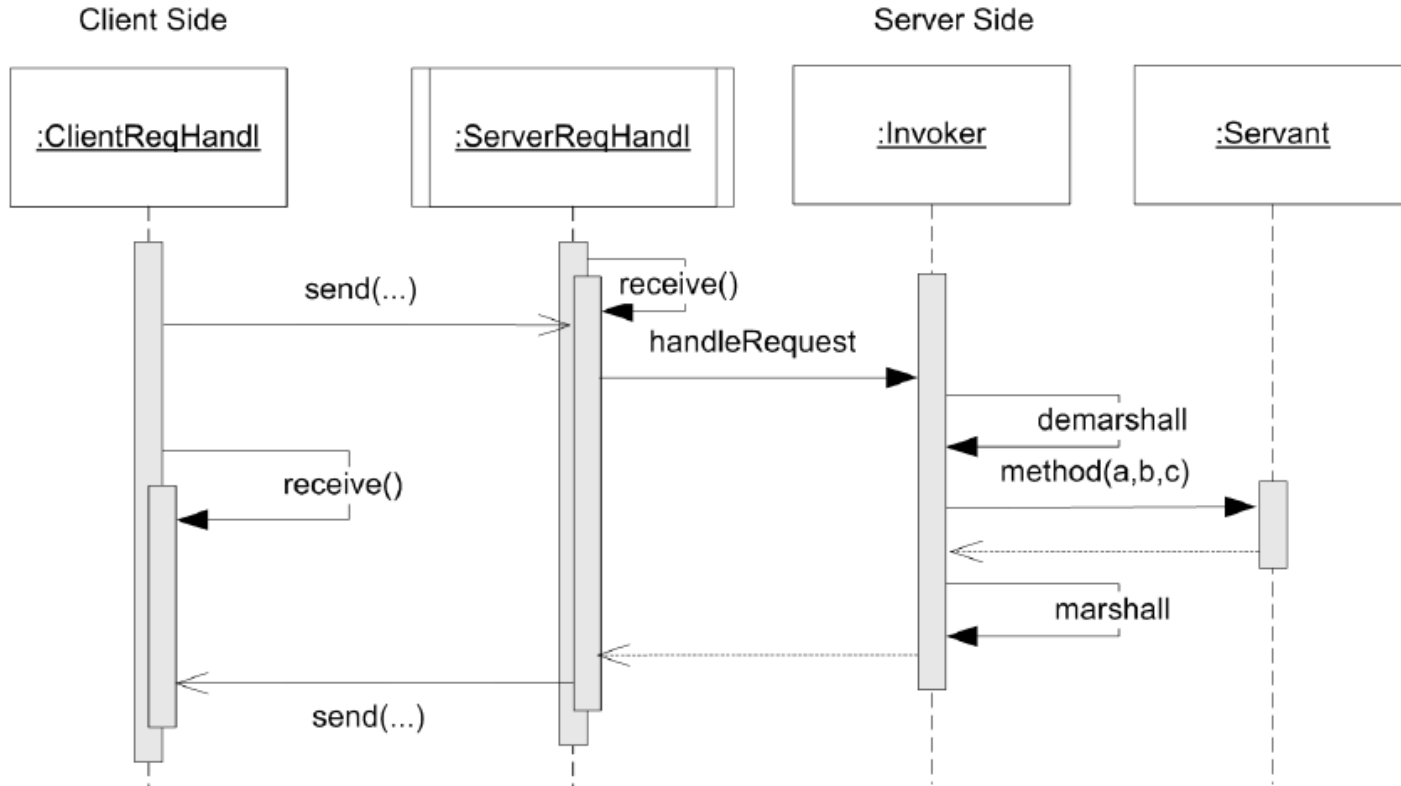 Client Side
Server Side
:ClientReqHandl
:ServerReqHandl
:Invoker
:Servant
receive()
send(...)
handleRequest
demarshall
method(a,b,c)
receive()
marshall
send(...)